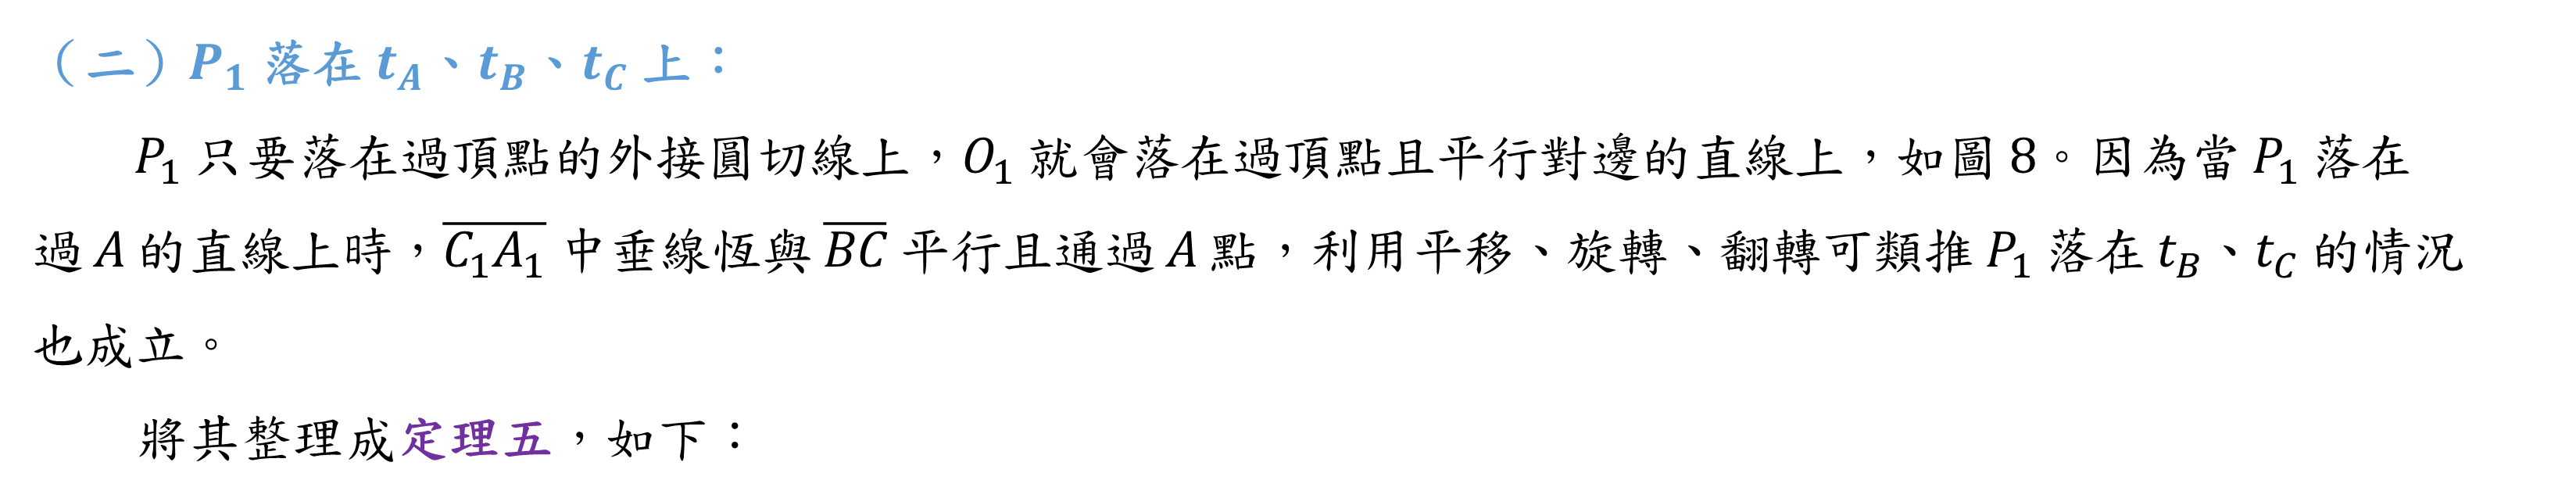 （二）P₁ 落在 t_A、t_B、t_C 上：
P₁ 只要落在過頂點的外接圓切線上，O₁ 就會落在過頂點且平行對邊的直線上，如圖 8。因為當 P₁ 落在
過 A 的直線上時，\overline{C₁A₁} 中垂線恆與 \overline{BC} 平行且通過 A 點，利用平移、旋轉、翻轉可類推 P₁ 落在 t_B、t_C 的情況
也成立。
將其整理成定理五，如下：